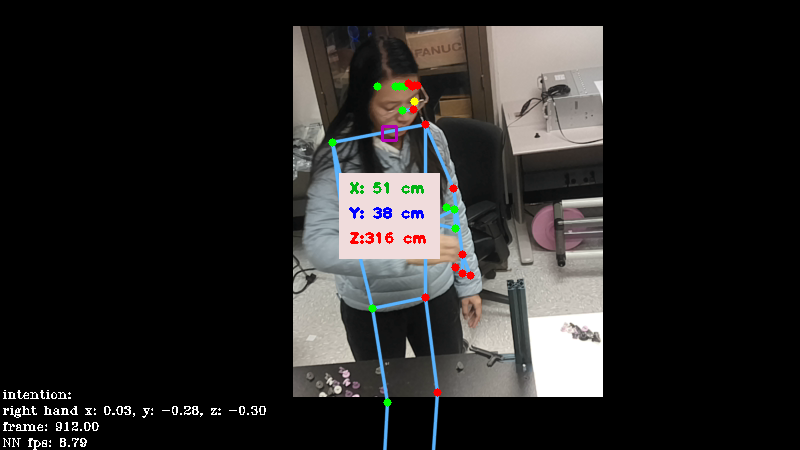 FANUC
X: 51 cm
Y: 38 cm
Z:316 cm
intention:
right hand x: 0.03, y: -0.28, z: -0.30
frame: 912.00
NN fps: 8.79